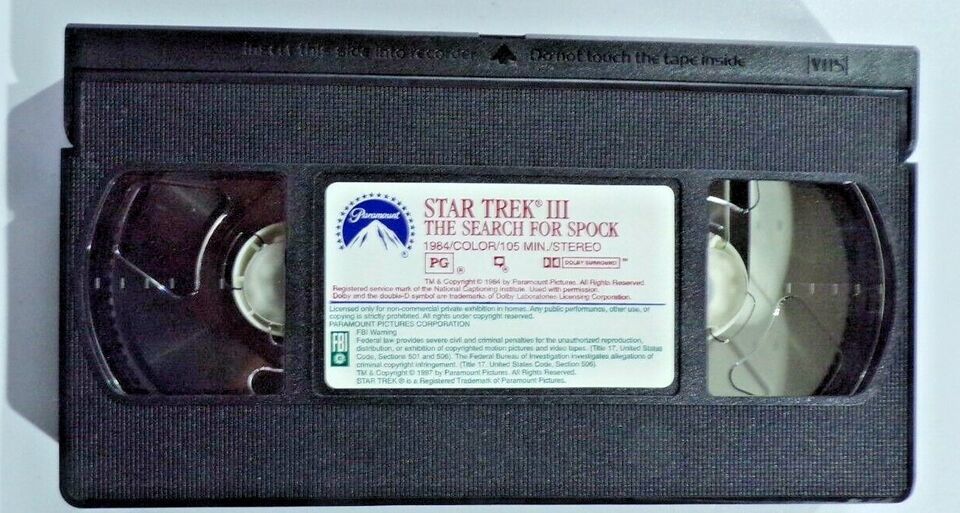 Insert this side into recorder Do not touch the tape inside VHS
Paramount ®
STAR TREK® III
THE SEARCH FOR SPOCK
1984/COLOR/105 MIN./STEREO
PG ® ® DOLBY SURROUND ™
TM & Copyright © 1984 by Paramount Pictures. All Rights Reserved.
Registered service mark of the National Captioning Institute. Used with permission.
Dolby and the double-D symbol are trademarks of Dolby Laboratories Licensing Corporation.
Licensed only for non-commercial private exhibition in homes. Any public performance, other use, or
copying is strictly prohibited. All rights under copyright reserved.
PARAMOUNT PICTURES CORPORATION
FBI
FBI Warning
Federal law provides severe civil and criminal penalties for the unauthorized reproduction,
distribution, or exhibition of copyrighted motion pictures and video tapes. (Title 17, United States
Code, Sections 501 and 506). The Federal Bureau of Investigation investigates allegations of
criminal copyright infringement. (Title 17, United States Code, Section 506).
TM & Copyright © 1997 by Paramount Pictures. All Rights Reserved.
STAR TREK ® is a Registered Trademark of Paramount Pictures.